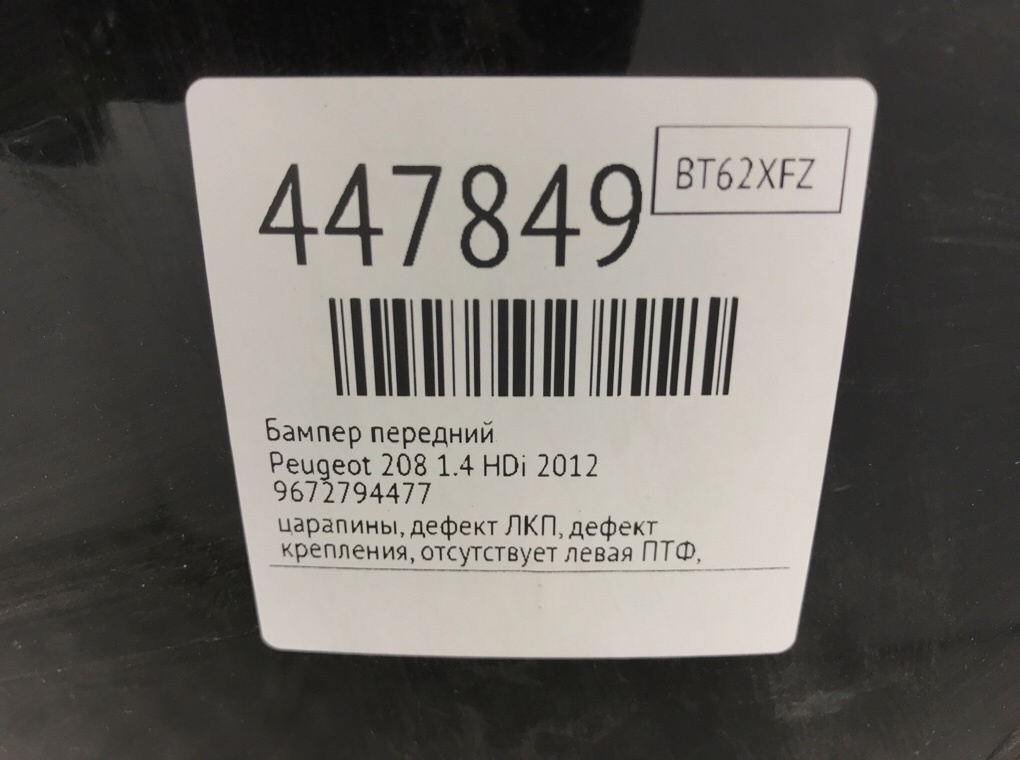 BT62XFZ
447849
Бампер передний
Peugeot 208 1.4 HDi 2012
9672794477
царапины, дефект ЛКП, дефект
крепления, отсутствует левая ПТФ,